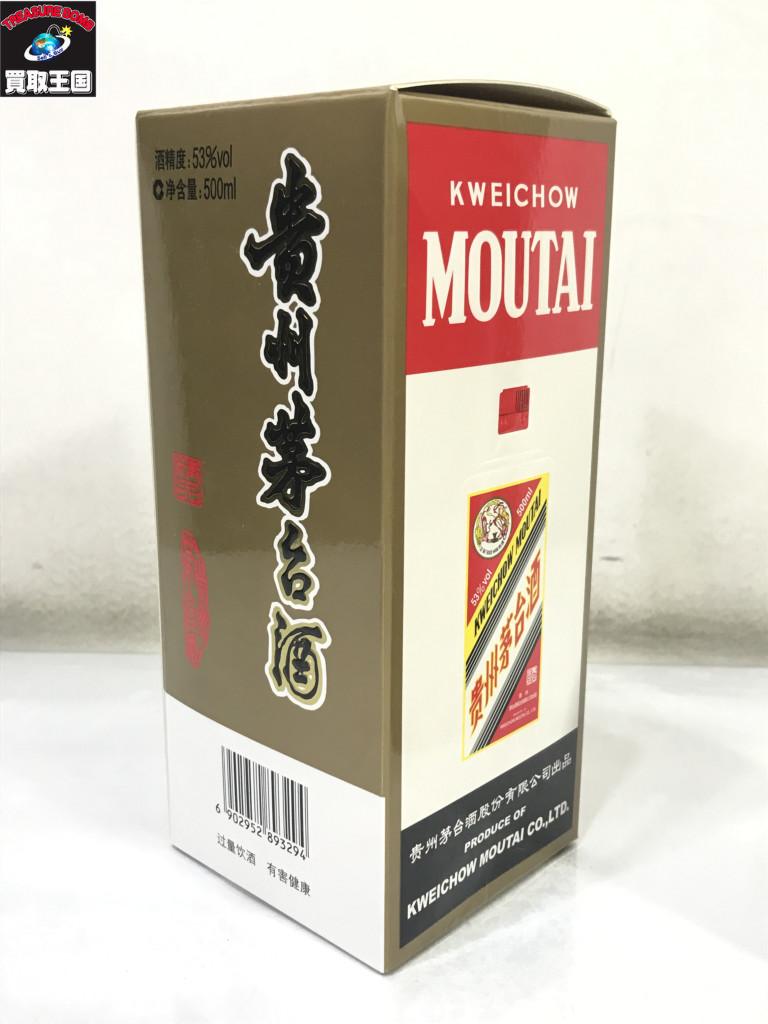 TREASURE BOMB
買取王国
酒精度:53%vol
净含量:500ml
贵州茅台酒
6 902952 893294
过量饮酒 有害健康
KWEICHOW
MOUTAI
500ml
53%vol
KWEICHOW MOUTAI
贵州茅台酒
贵州茅台酒股份有限公司出品
PRODUCE OF
KWEICHOW MOUTAI CO.,LTD.